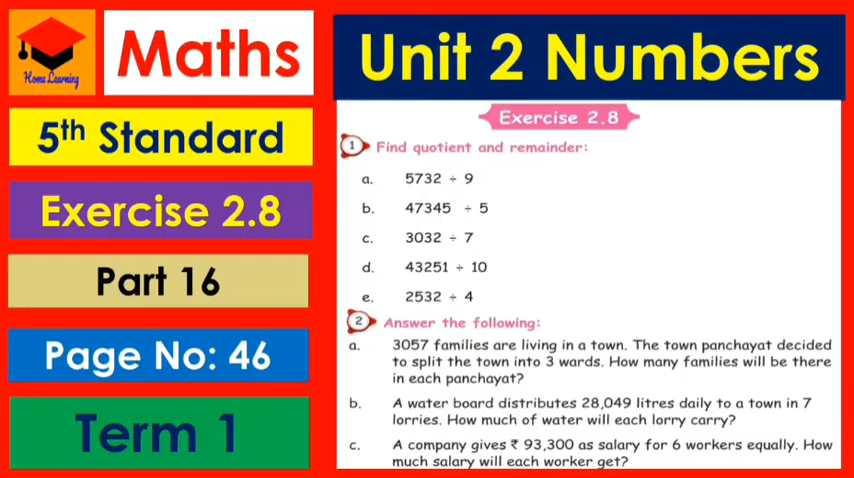 Home Learning
Maths
5th Standard
Exercise 2.8
Part 16
Page No: 46
Term 1
Unit 2 Numbers
Exercise 2.8
1 Find quotient and remainder:
a. 5732 ÷ 9
b. 47345 ÷ 5
c. 3032 ÷ 7
d. 43251 ÷ 10
e. 2532 ÷ 4
2 Answer the following:
a. 3057 families are living in a town. The town panchayat decided
to split the town into 3 wards. How many families will be there
in each panchayat?
b. A water board distributes 28,049 litres daily to a town in 7
lorries. How much of water will each lorry carry?
c. A company gives ₹ 93,300 as salary for 6 workers equally. How
much salary will each worker get?